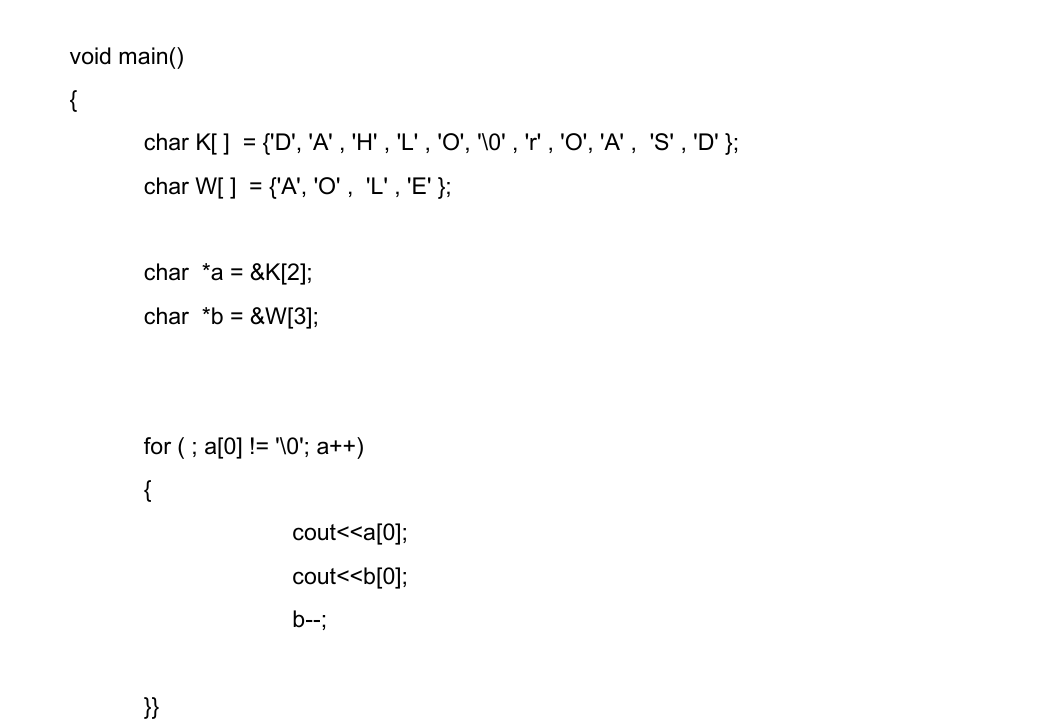 void main()
{
char K[ ]  = {'D', 'A' , 'H' , 'L' , 'O', '\0' , 'r' , 'O', 'A' ,  'S' , 'D' };
char W[ ]  = {'A', 'O' ,  'L' , 'E' };
char  *a = &K[2];
char  *b = &W[3];
for ( ; a[0] != '\0'; a++)
{
cout<<a[0];
cout<<b[0];
b--;
}}